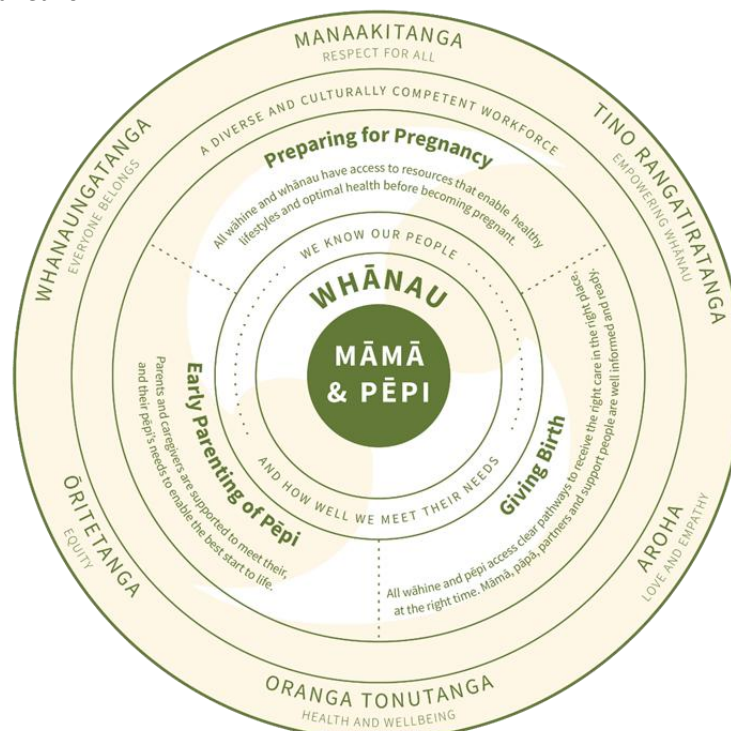 MANAAKITANGA
RESPECT FOR ALL
TINO RANGATIRATANGA
EMPOWERING WHĀNAU
AROHA
LOVE AND EMPATHY
ORANGA TONUTANGA
HEALTH AND WELLBEING
ŌRITETANGA
EQUITY
WHANAUNGATANGA
EVERYONE BELONGS
A DIVERSE AND CULTURALLY COMPETENT WORKFORCE
Preparing for Pregnancy
All wāhine and whānau have access to resources that enable healthy
lifestyles and optimal health before becoming pregnant.
Giving Birth
All wāhine and pēpi access clear pathways to receive the right care in the right place,
at the right time. Māmā, pāpā, partners and support people are well informed and ready.
Early Parenting of Pēpi
Parents and caregivers are supported to meet their,
and their pēpi's needs to enable the best start to life.
WE KNOW OUR PEOPLE
AND HOW WELL WE MEET THEIR NEEDS
WHĀNAU
MĀMĀ
& PĒPI